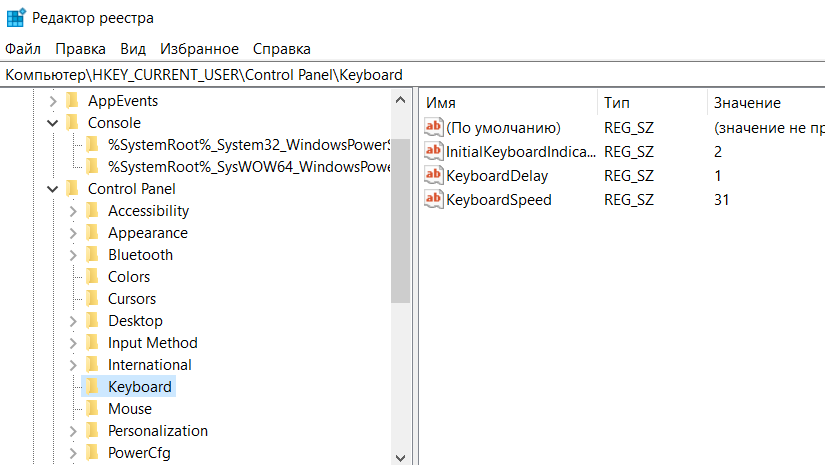 Редактор реестра
Файл Правка Вид Избранное Справка
Компьютер\HKEY_CURRENT_USER\Control Panel\Keyboard
AppEvents
Console
%SystemRoot%_System32_WindowsPowerS
%SystemRoot%_SysWOW64_WindowsPowe
Control Panel
Accessibility
Appearance
Bluetooth
Colors
Cursors
Desktop
Input Method
International
Keyboard
Mouse
Personalization
PowerCfg
Имя Тип Значение
(По умолчанию) REG_SZ (значение не пр
InitialKeyboardIndica... REG_SZ 2
KeyboardDelay REG_SZ 1
KeyboardSpeed REG_SZ 31